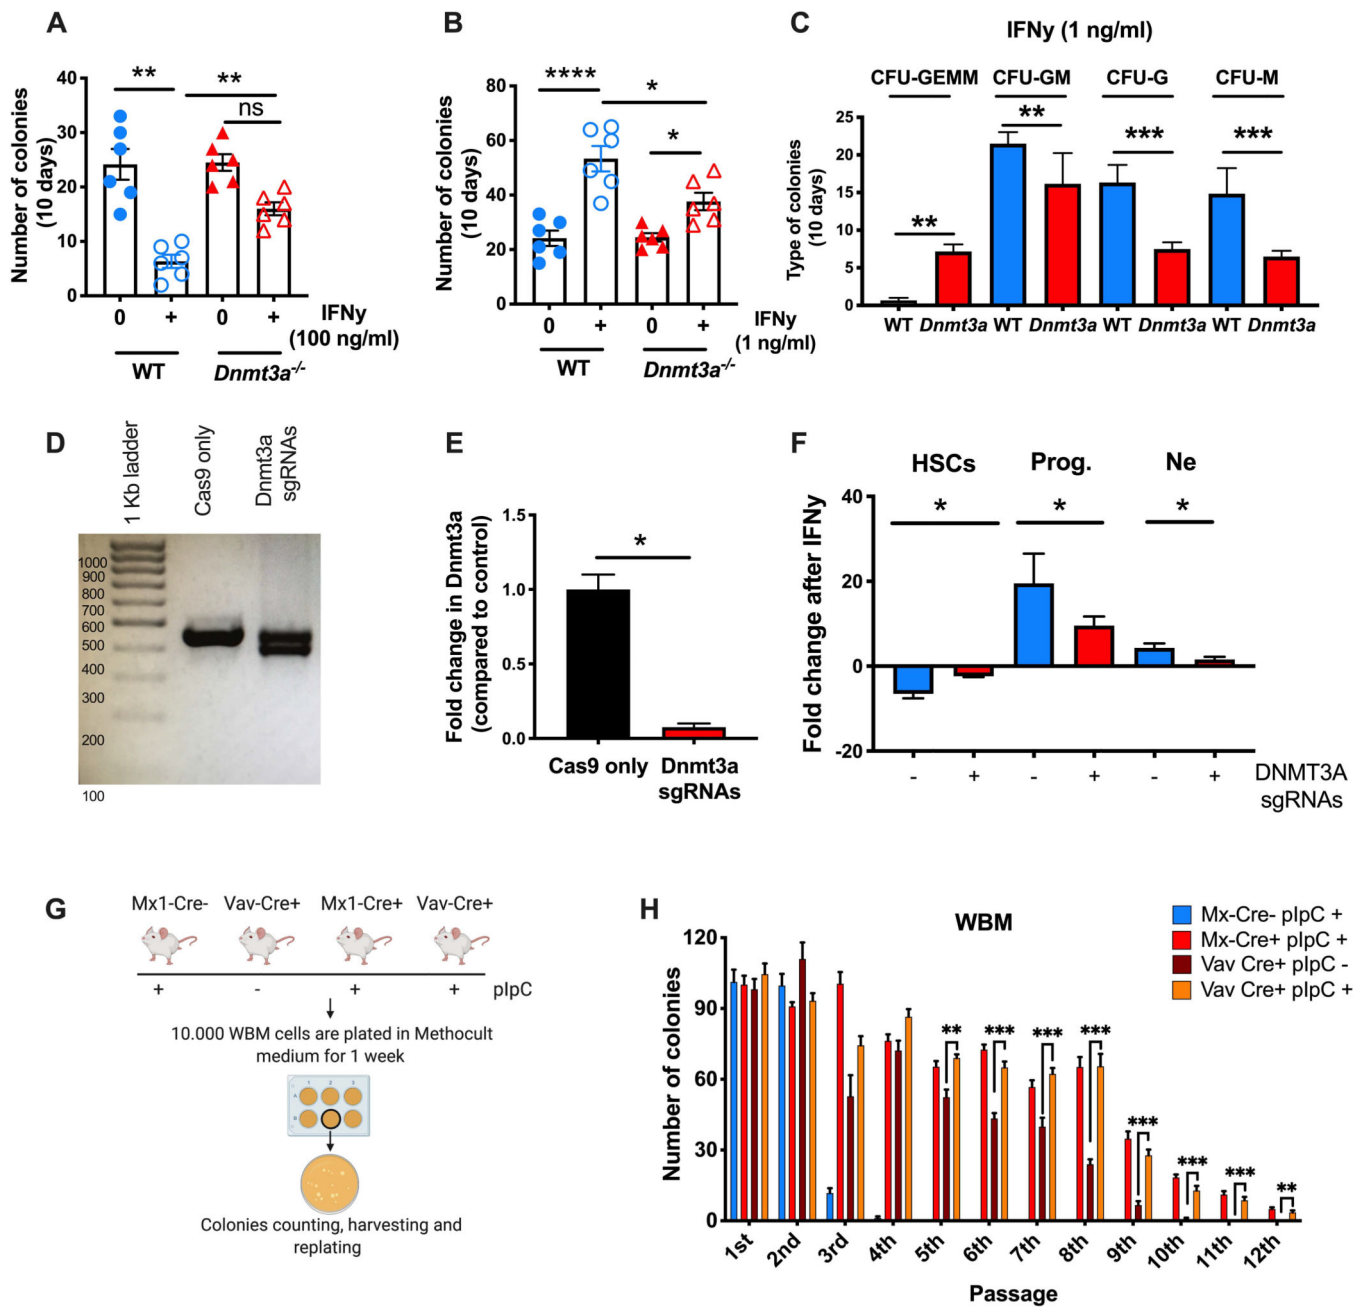 A
Number of colonies
(10 days)
40
30
20
10
0
**
**
ns
0
+
0
+
IFNy
(100 ng/ml)
WT
Dnmt3a-/-
B
Number of colonies
(10 days)
80
60
40
20
0
****
*
*
0
+
0
+
IFNy
(1 ng/ml)
WT
Dnmt3a-/-
C
IFNy (1 ng/ml)
CFU-GEMM
CFU-GM
CFU-G
CFU-M
Type of colonies
(10 days)
25
20
15
10
5
0
**
**
***
***
WT
Dnmt3a
WT
Dnmt3a
WT
Dnmt3a
WT
Dnmt3a
D
1 Kb ladder
Cas9 only
Dnmt3a
sgRNAs
1000
900
800
700
600
500
400
300
200
100
E
Fold change in Dnmt3a
(compared to control)
1.5
1.0
0.5
0.0
*
Cas9 only
Dnmt3a
sgRNAs
F
HSCs
Prog.
Ne
Fold change after IFNy
40
20
0
-20
*
*
*
-
+
-
+
-
+
DNMT3A
sgRNAs
G
Mx1-Cre-
Vav-Cre+
Mx1-Cre+
Vav-Cre+
+
-
+
+
pIpC
10.000 WBM cells are plated in Methocult
medium for 1 week
1
2
3
A
B
Colonies counting, harvesting and
replating
H
WBM
Mx-Cre- pIpC +
Mx-Cre+ pIpC +
Vav Cre+ pIpC -
Vav Cre+ pIpC +
Number of colonies
120
90
60
30
0
**
***
***
***
***
***
***
**
1st
2nd
3rd
4th
5th
6th
7th
8th
9th
10th
11th
12th
Passage